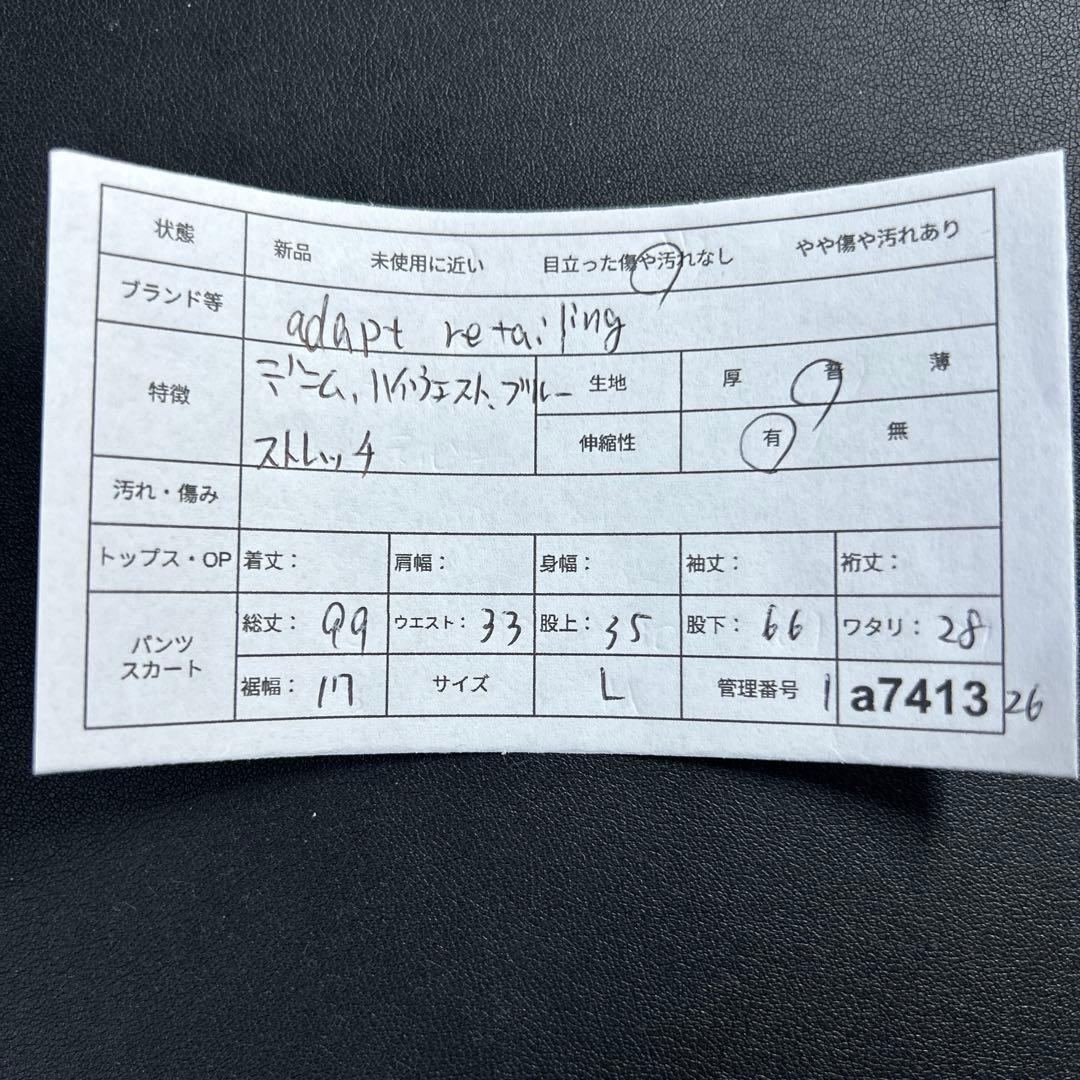 状態 新品 未使用に近い 目立った傷や汚れなし やや傷や汚れあり
ブランド等 adapt retailing
特徴 デニム、ハイウェスト、ブルー 生地 厚 普 薄
ストレッチ 伸縮性 有 無
汚れ・傷み
トップス・OP 着丈: 肩幅: 身幅: 袖丈: 裄丈:
パンツ スカート 総丈: 99 ウエスト: 33 股上: 35 股下: 66 ワタリ: 28
裾幅: 17 サイズ L 管理番号 1 a7413 26